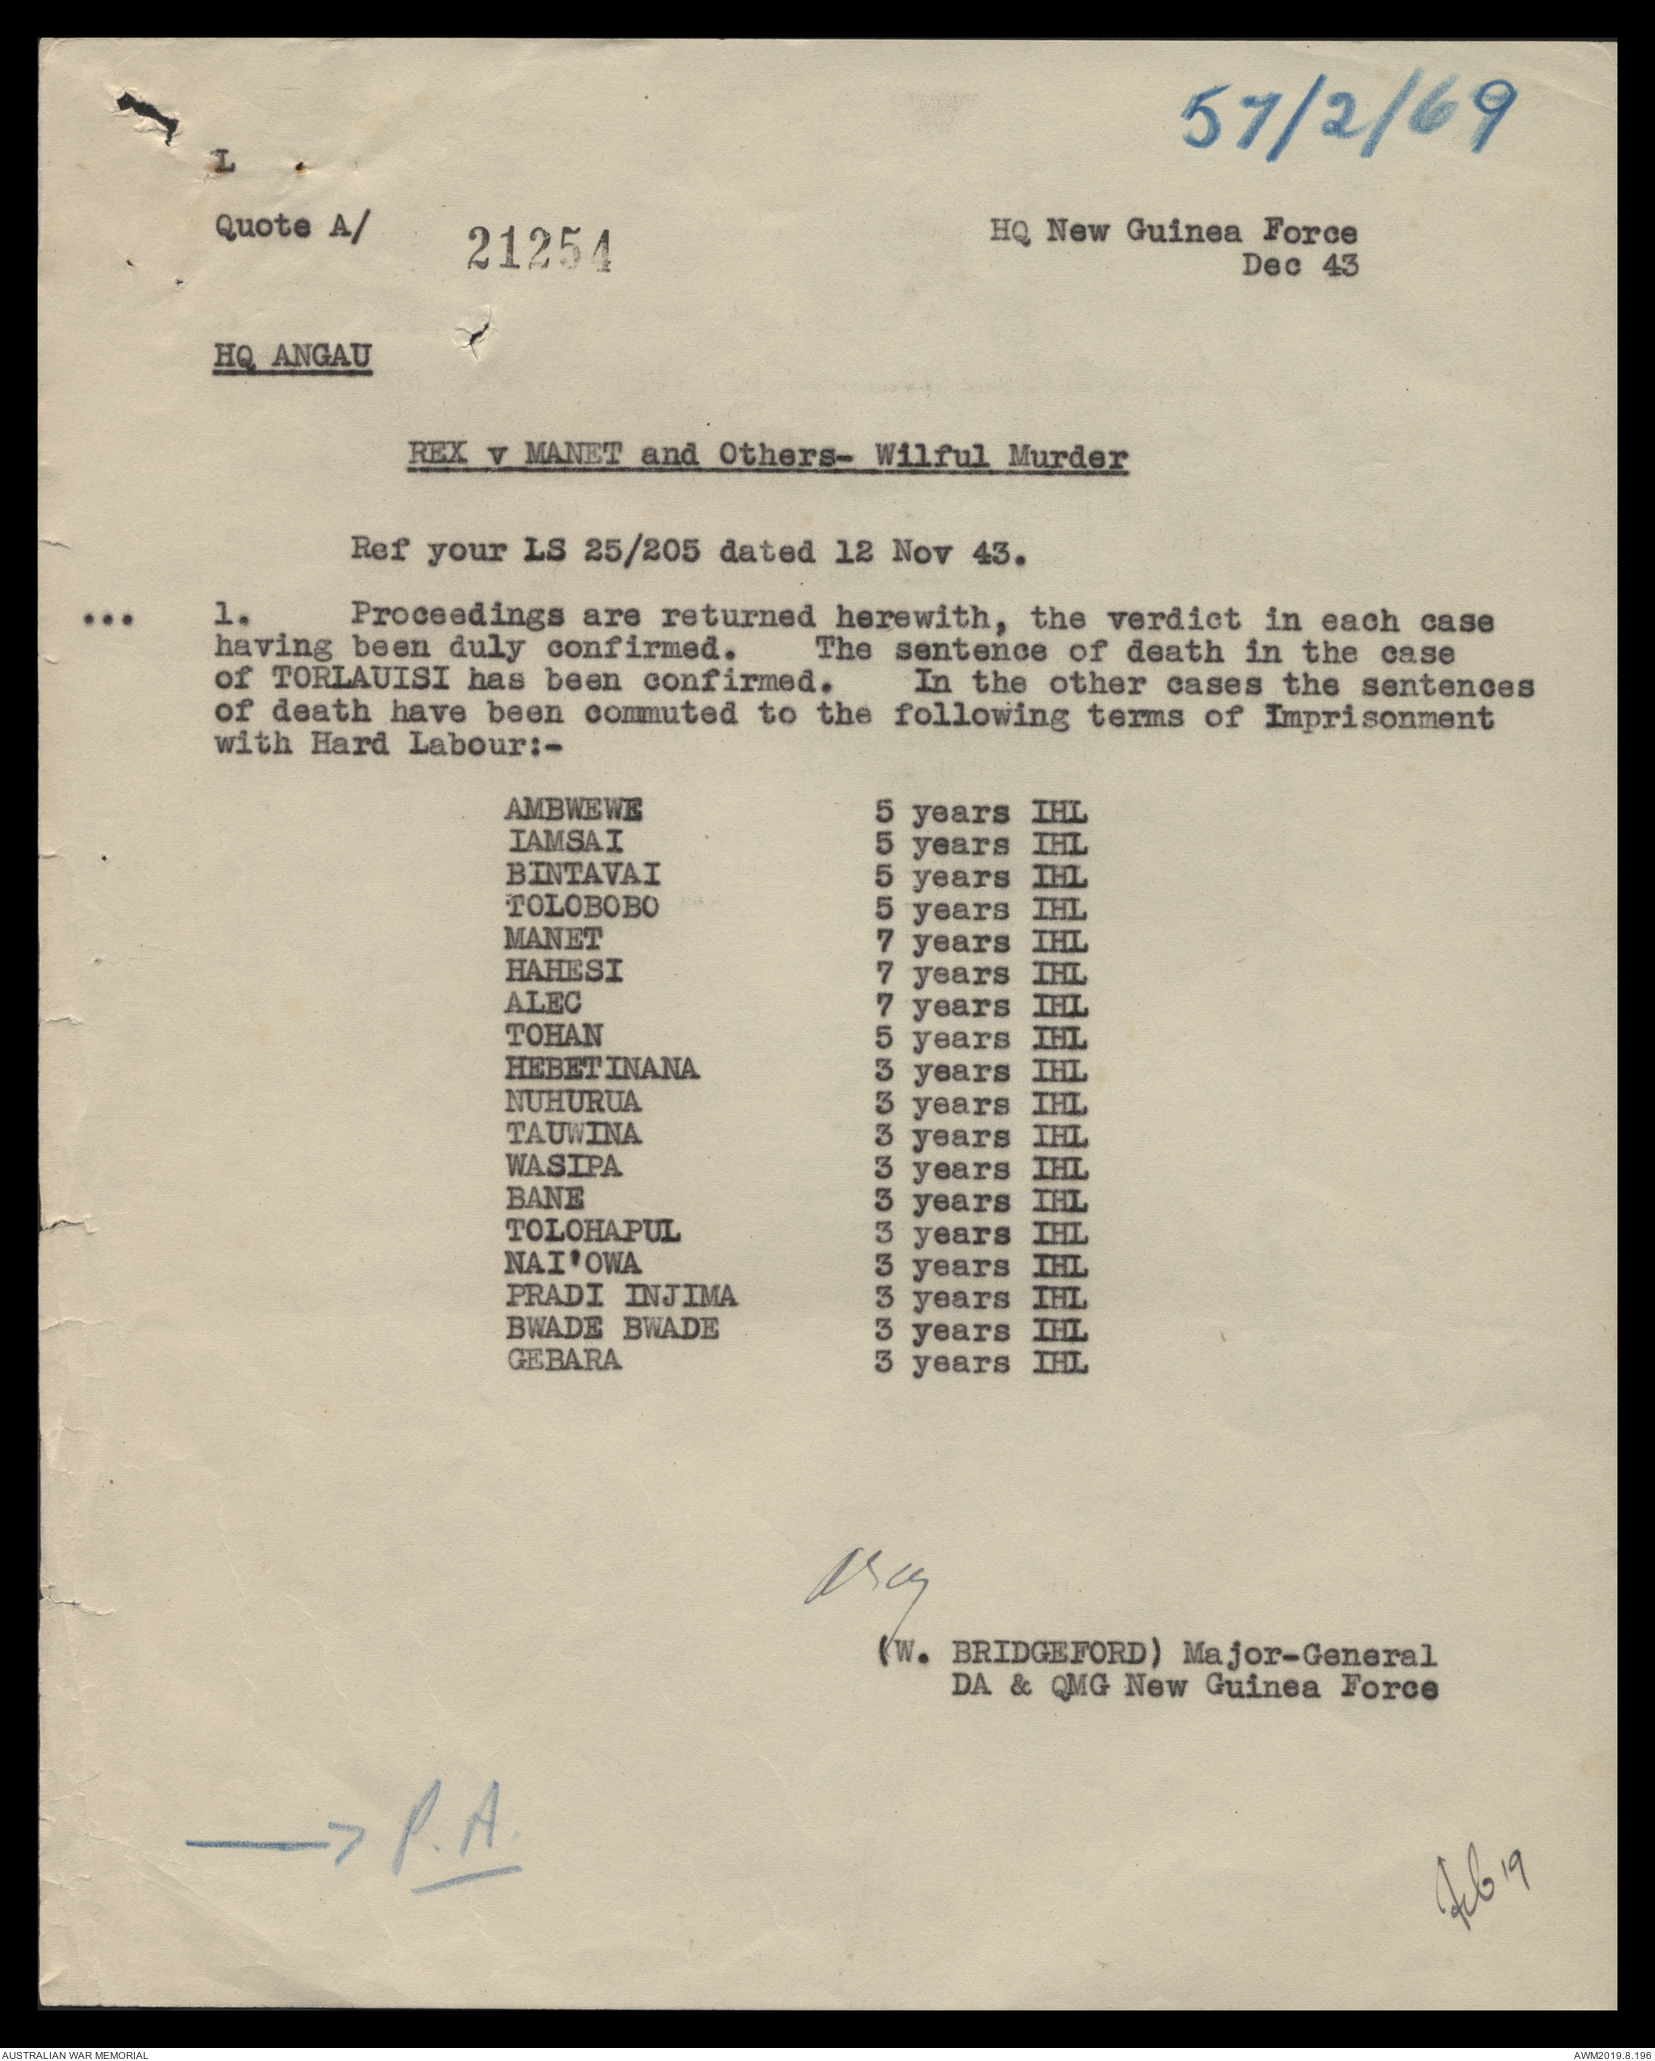 57/2/69
L
Quote A/ 21254
HQ New Guinea Force
Dec 43
HQ ANGAU
REX v MANET and Others- Wilful Murder
Ref your LS 25/205 dated 12 Nov 43.
... 1. Proceedings are returned herewith, the verdict in each case
having been duly confirmed. The sentence of death in the case
of TORLAUISI has been confirmed. In the other cases the sentences
of death have been commuted to the following terms of Imprisonment
with Hard Labour:-
AMBWEWE 5 years IHL
IAMSAI 5 years IHL
BINTAVAI 5 years IHL
TOLOBOBO 5 years IHL
MANET 7 years IHL
HAHESI 7 years IHL
ALEC 7 years IHL
TOHAN 5 years IHL
HEBETINANA 3 years IHL
NUHURUA 3 years IHL
TAUWINA 3 years IHL
WASIPA 3 years IHL
BANE 3 years IHL
TOLOHAPUL 3 years IHL
NAI'OWA 3 years IHL
PRADI INJIMA 3 years IHL
BWADE BWADE 3 years IHL
GEBARA 3 years IHL
(W. BRIDGEFORD) Major-General
DA & QMG New Guinea Force
P.A.
AUSTRALIAN WAR MEMORIAL
AWM2019.8.196